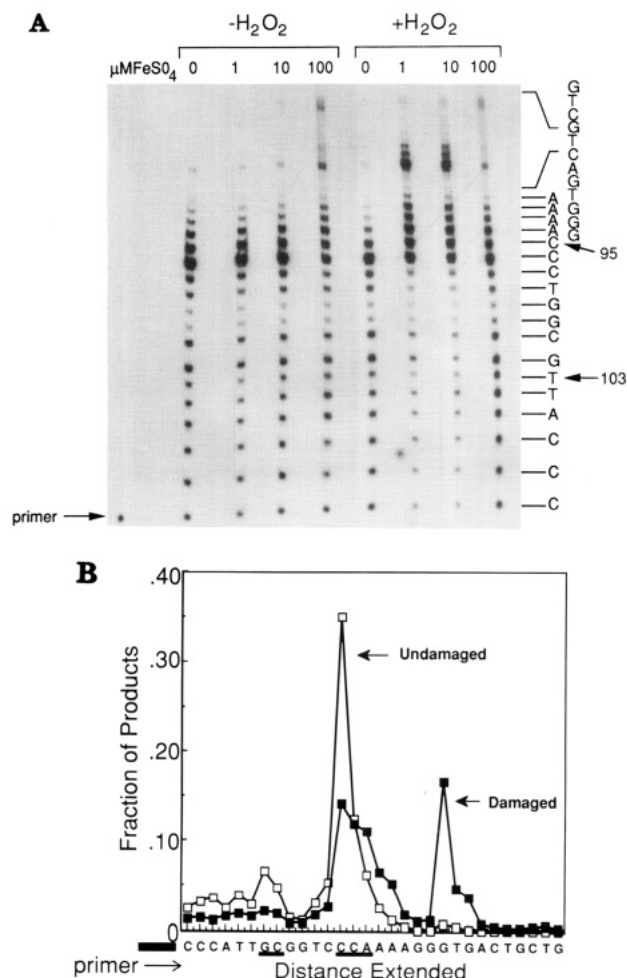 A
-H₂O₂
+H₂O₂
μMFeSO₄ 0 1 10 100 0 1 10 100
G
T
C
G
T
C
A
G
T
G
G
G
A
A
A
A
C
95
C
C
T
G
G
C
G
T
103
T
A
C
C
C
primer
B
.40
.30
.20
.10
0
Fraction of Products
Undamaged
Damaged
CCCATTGCGGTCCCAAAAGGGTGACTGCTG
primer → Distance Extended